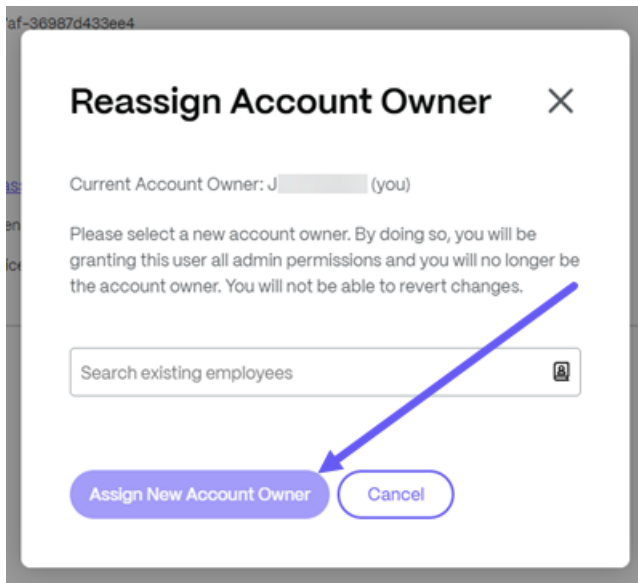 af-36987d433ee4
Reassign Account Owner
Current Account Owner: J (you)
Please select a new account owner. By doing so, you will be
granting this user all admin permissions and you will no longer be
the account owner. You will not be able to revert changes.
Search existing employees
Assign New Account Owner
Cancel